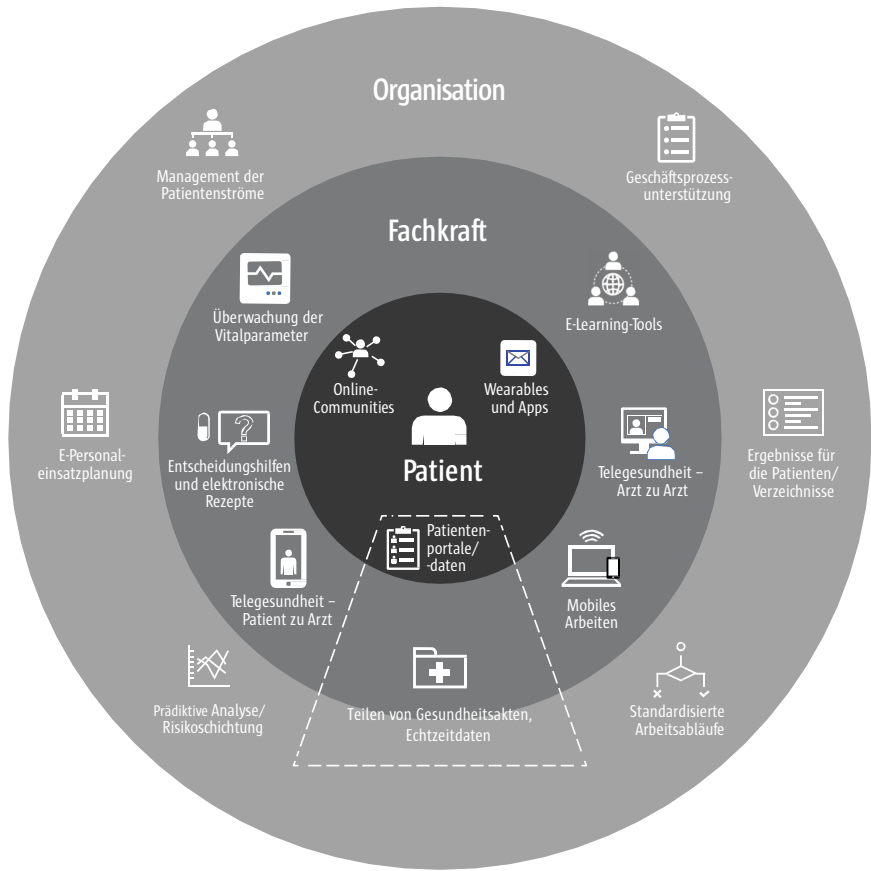 Organisation
Management der
Patientenströme
Geschäftsprozess-
unterstützung
Fachkraft
Überwachung der
Vitalparameter
E-Learning-Tools
Online-
Communities
Wearables
und Apps
E-Personal-
einsatzplanung
Entscheidungshilfen
und elektronische
Rezepte
Patient
Telegesundheit –
Arzt zu Arzt
Ergebnisse für
die Patienten/
Verzeichnisse
Patienten-
portale/
-daten
Telegesundheit –
Patient zu Arzt
Mobiles
Arbeiten
Prädiktive Analyse/
Risikoschichtung
Teilen von Gesundheitsakten,
Echtzeitdaten
Standardisierte
Arbeitsabläufe